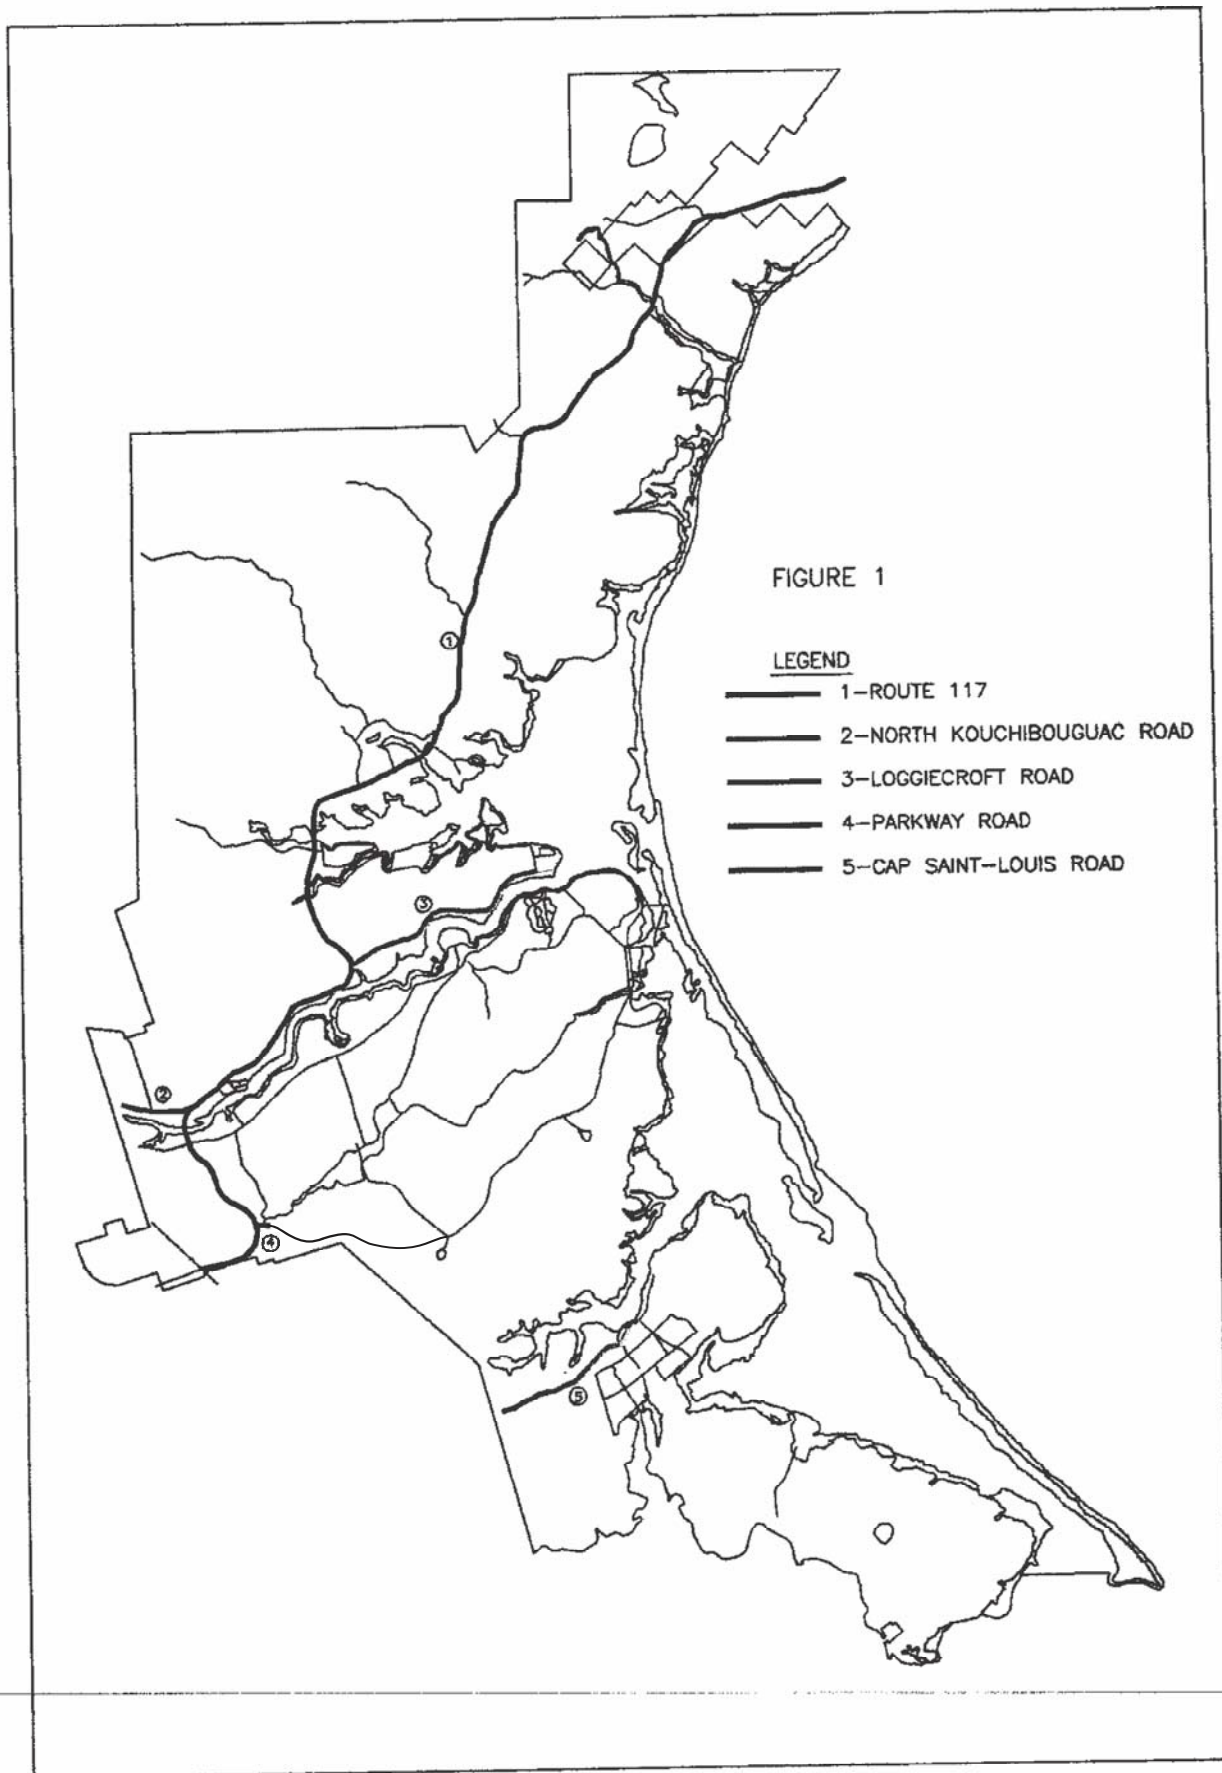 FIGURE 1
LEGEND
1-ROUTE 117
2-NORTH KOUCHIBOUGUAC ROAD
3-LOGGIECROFT ROAD
4-PARKWAY ROAD
5-CAP SAINT-LOUIS ROAD
1
3
2
4
5